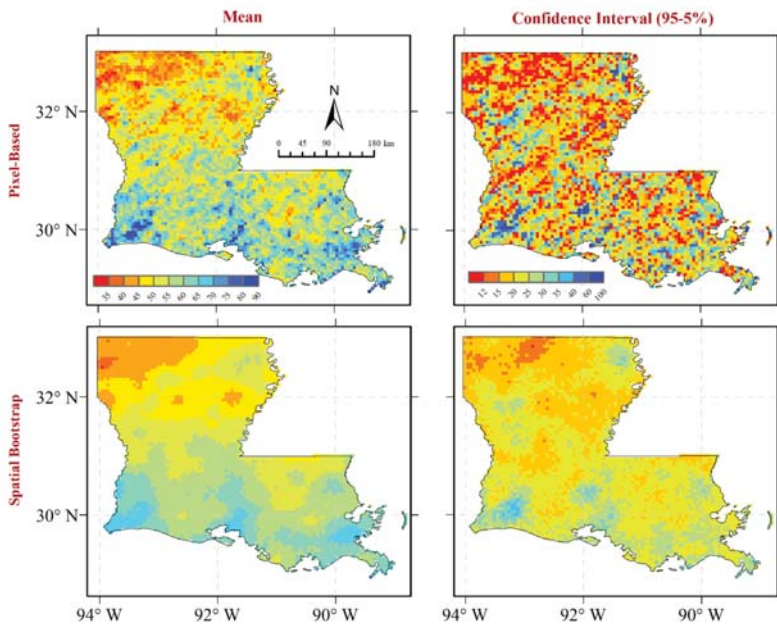 Mean
Confidence Interval (95-5%)
Pixel-Based
32° N
30° N
N
0 45 90 180 km
35 40 45 50 55 60 65 70 75 80 90
12 15 20 25 30 35 40 60 100
Spatial Bootstrap
32° N
30° N
94° W 92° W 90° W
94° W 92° W 90° W